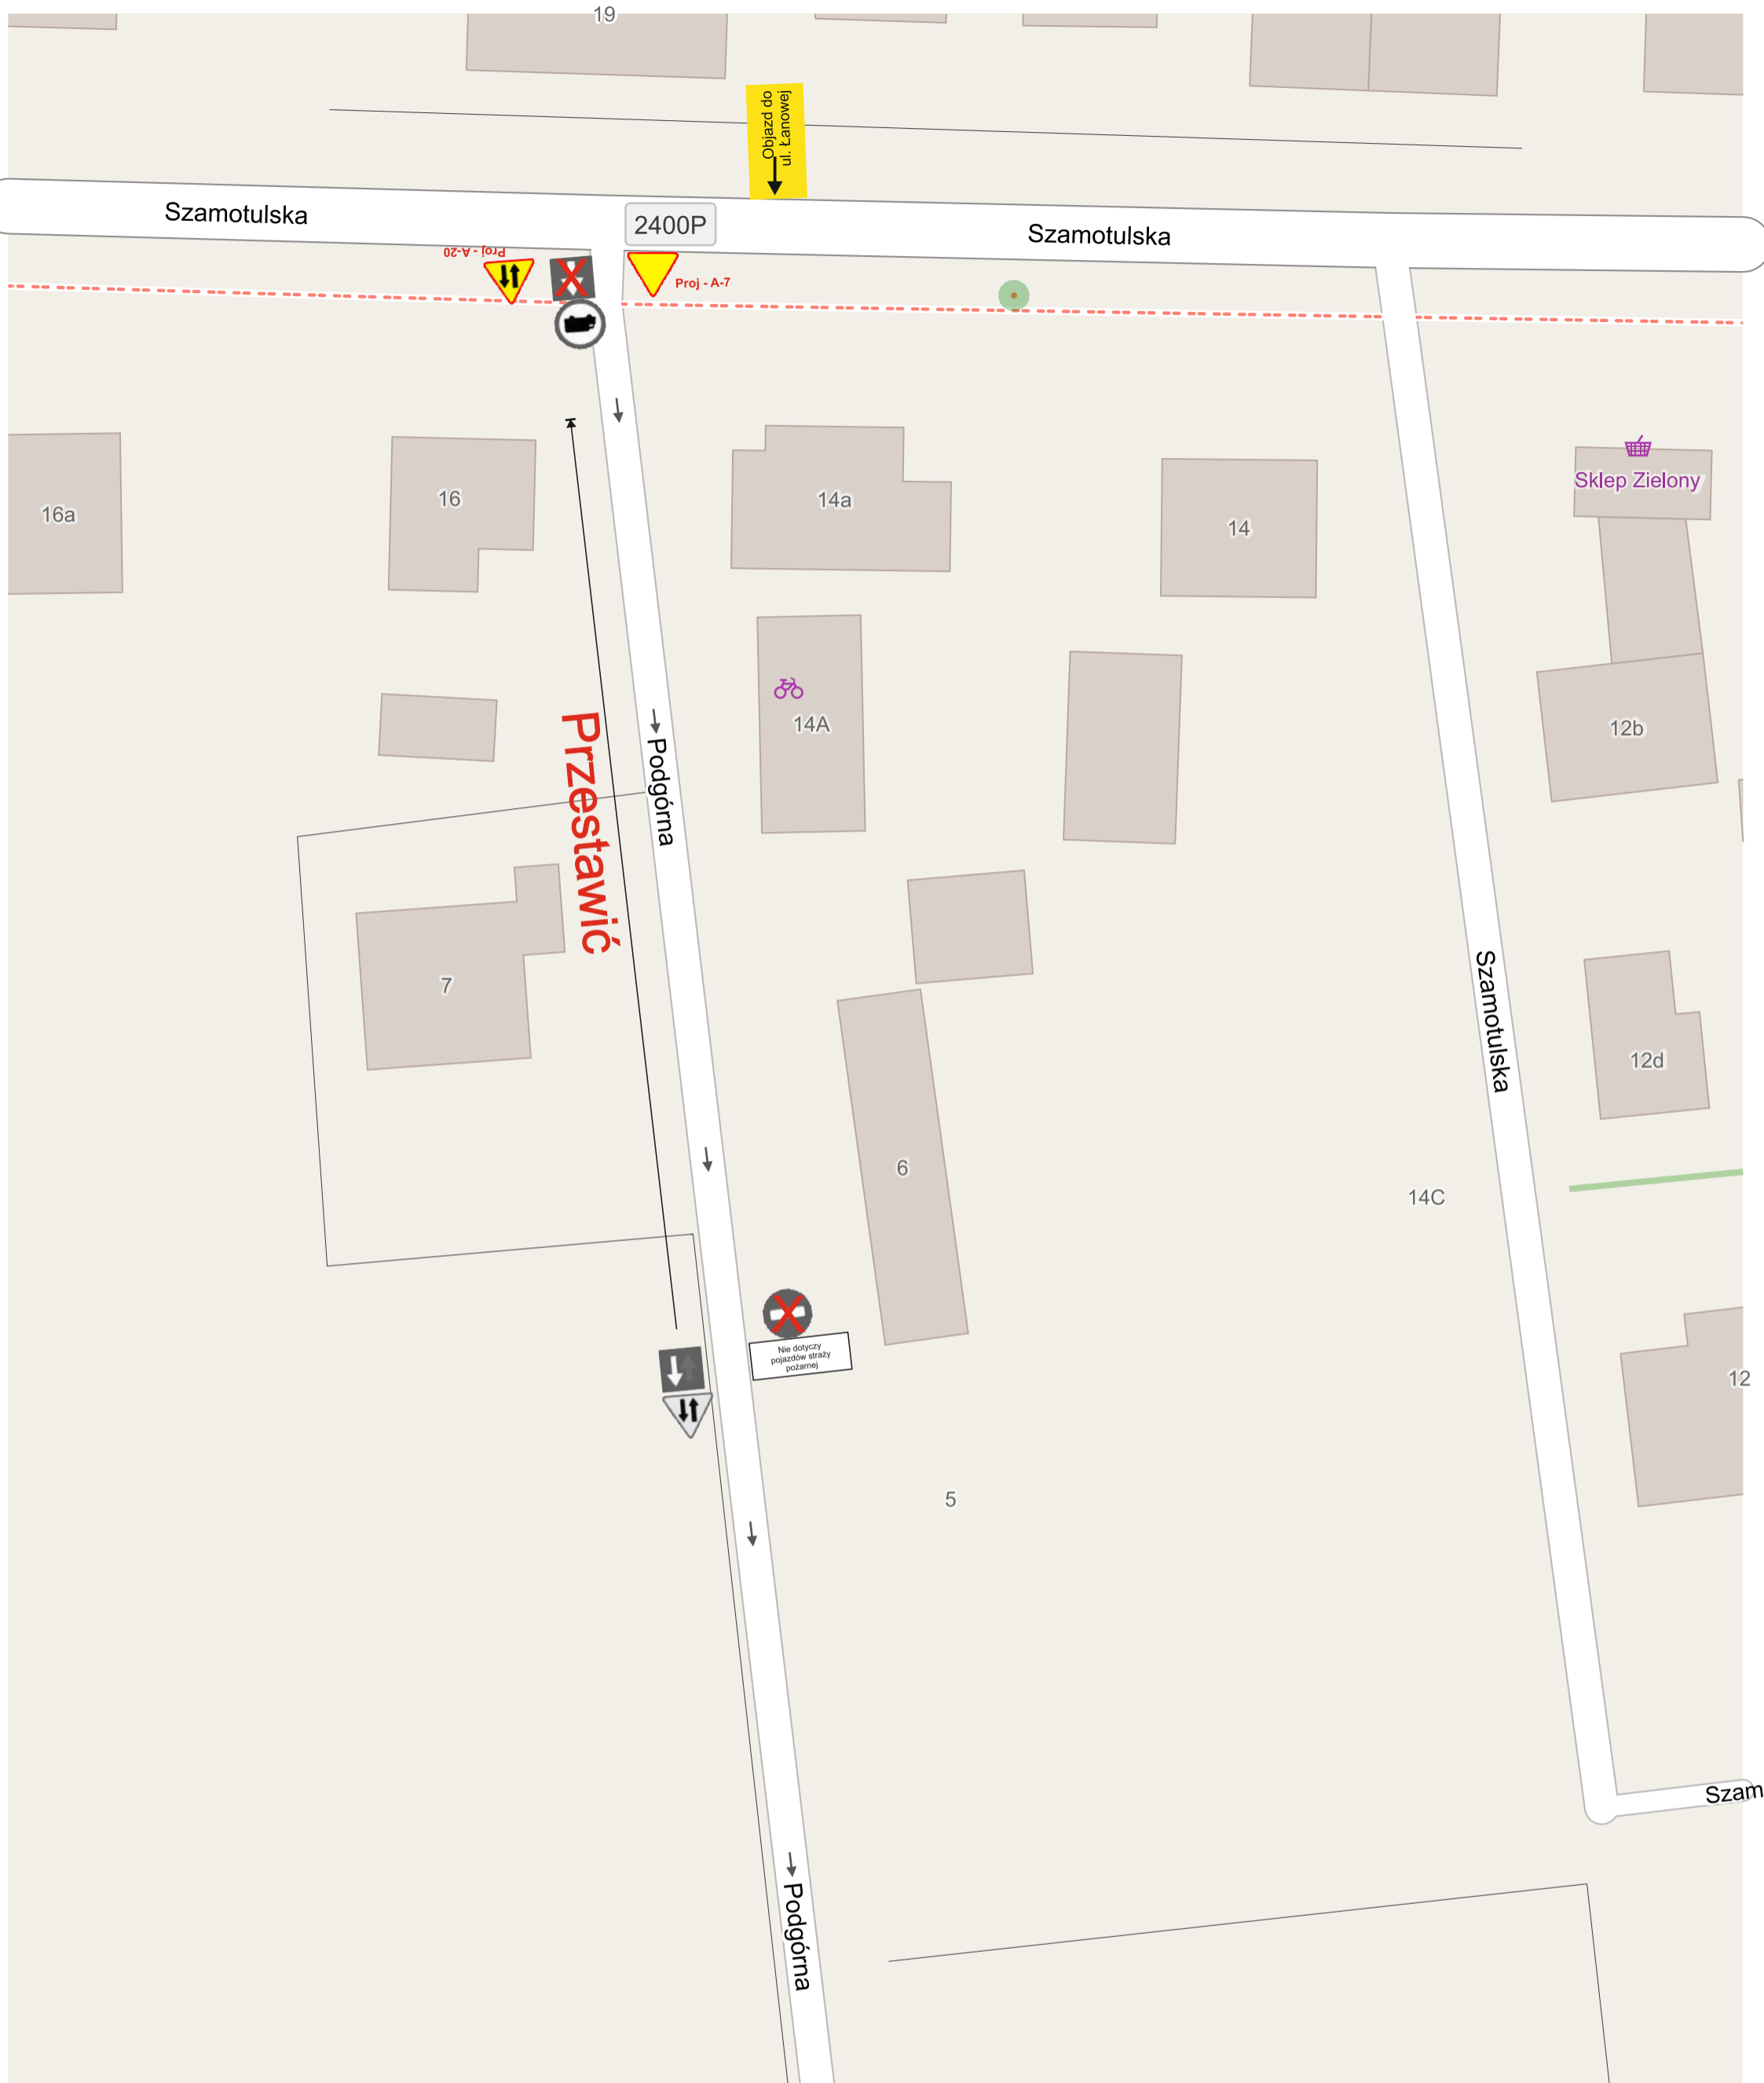 19
Objazd do
ul. Łanowej
Szamotulska
2400P
Szamotulska
Proj - A-20
Proj - A-7
16a
16
14a
14
Sklep Zielony
Przestawić
Podgórna
14A
12b
7
Szamotulska
12d
6
14C
Nie dotyczy
pojazdów straży
pożarnej
12
5
Szam
Podgórna